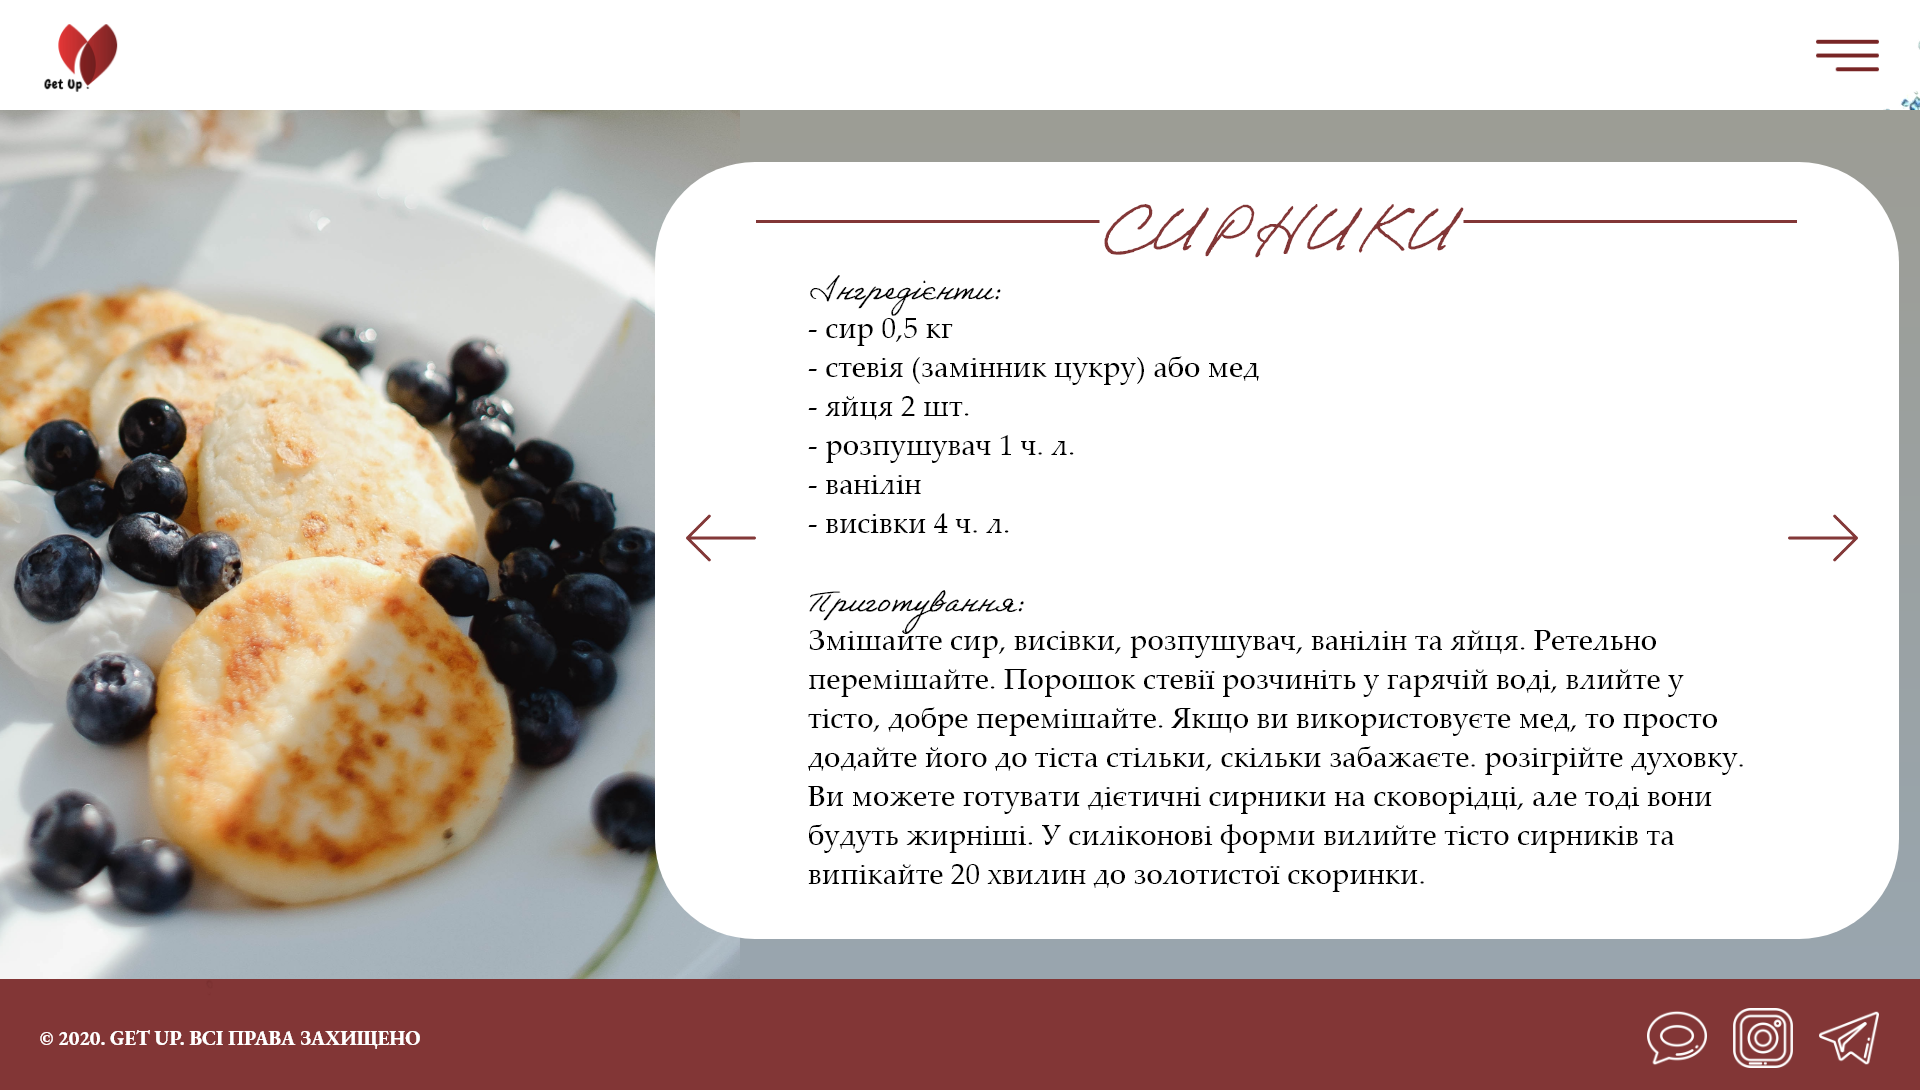 Get Up
СИРНИКИ
Інгредієнти:
- сир 0,5 кг
- стевія (замінник цукру) або мед
- яйця 2 шт.
- розпушувач 1 ч. л.
- ванілін
- висівки 4 ч. л.
Приготування:
Змішайте сир, висівки, розпушувач, ванілін та яйця. Ретельно
перемішайте. Порошок стевії розчиніть у гарячій воді, влийте у
тісто, добре перемішайте. Якщо ви використовуєте мед, то просто
додайте його до тіста стільки, скільки забажаєте. розігрійте духовку.
Ви можете готувати дієтичні сирники на сковорідці, але тоді вони
будуть жирніші. У силіконові форми вилийте тісто сирників та
випікайте 20 хвилин до золотистої скоринки.
© 2020. GET UP. ВСІ ПРАВА ЗАХИЩЕНО